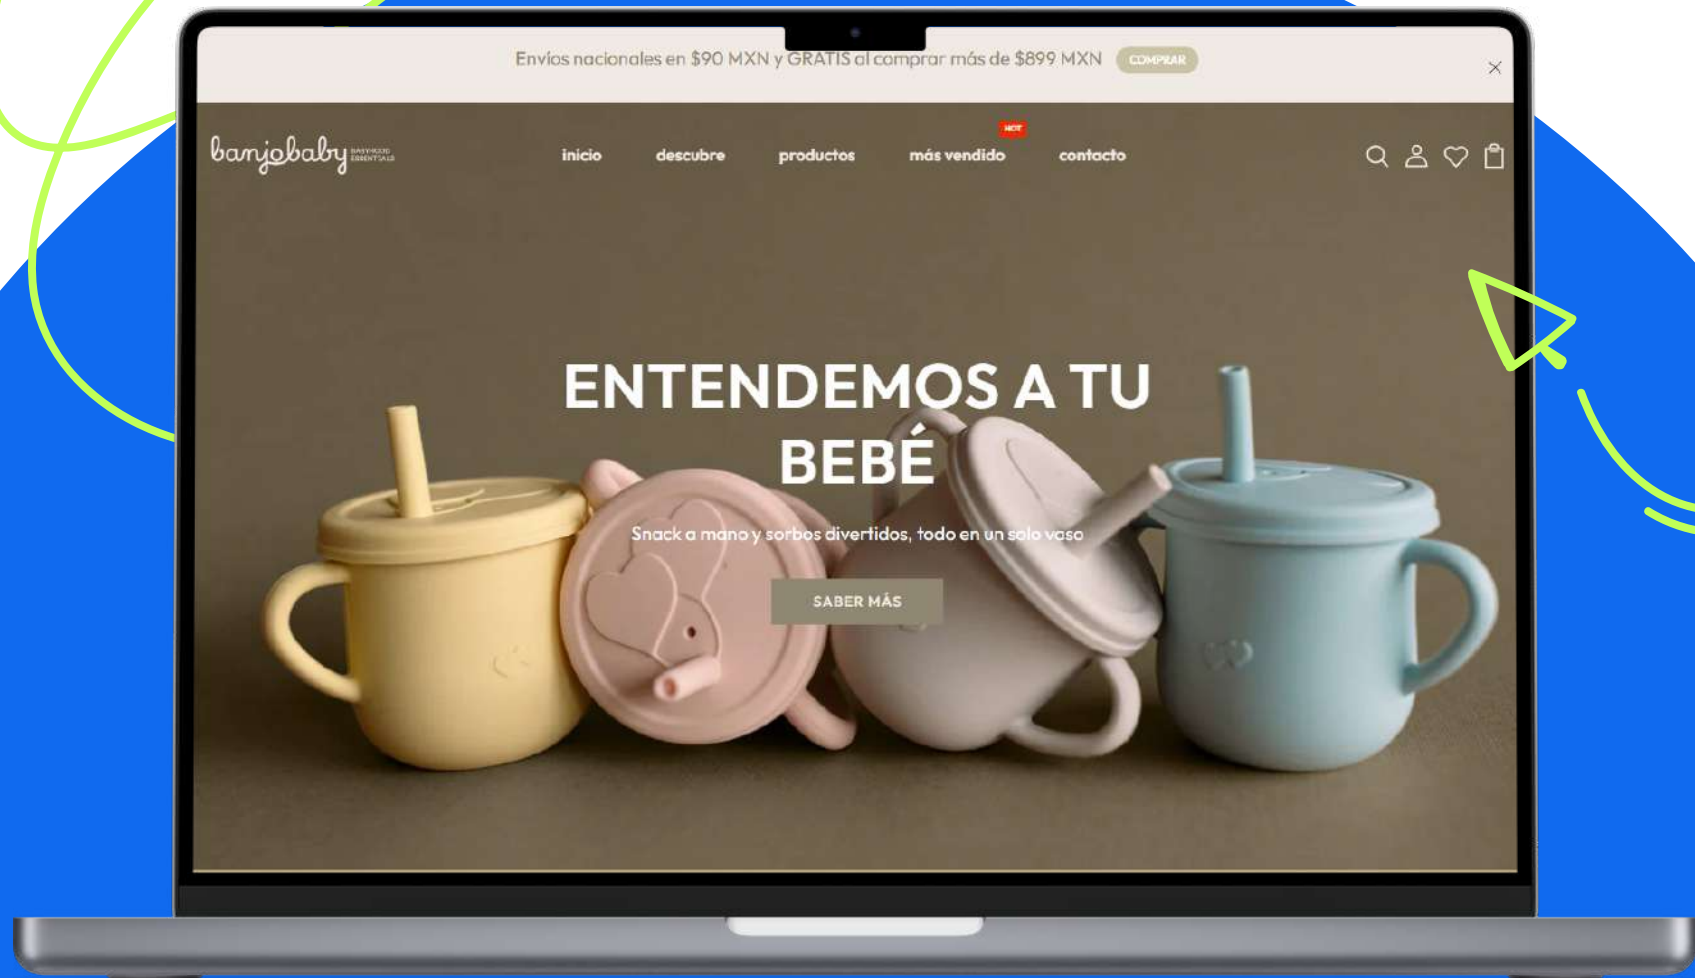 Envíos nacionales en $90 MXN y GRATIS al comprar más de $899 MXN COMPRAR
HOT
banjobaby
ESSENTIALS
inicio descubre productos más vendido contacto
ENTENDEMOS A TU
BEBÉ
Snack a mano y sorbos divertidos, todo en un solo vaso
SABER MÁS